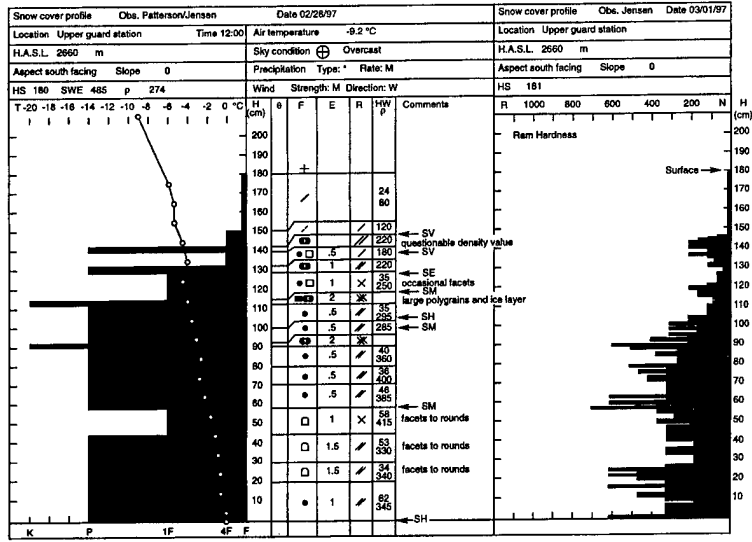 Snow cover profile Obs. Patterson/Jensen Date 02/26/97
Location Upper guard station Time 12:00
H.A.S.L. 2660 m
Aspect south facing Slope 0
HS 180 SWE 485 ρ 274
Air temperature -9.2 °C
Sky condition Overcast
Precipitation Type: * Rate: M
Wind Strength: M Direction: W
T -20 -18 -16 -14 -12 -10 -8 -6 -4 -2 0 °C
H (cm) θ F E R HW ρ Comments
200
190
180 +
170 24
160 60
150 120
SV
220
questionable density value
140 .5 180 SV
130 1 220
SE
120 1 35 250 occasional facets
SM
110 2 large polygrains and ice layer
.5 35 295 SH
100 .5 285 SM
90 2
80 .5 40 360
70 .5 36 400
60 .5 46 385
SM
50 1 58 415 facets to rounds
40 1.5 53 330 facets to rounds
30 1.5 34 340 facets to rounds
20
10 1 62 345
SH
K P 1F 4F F
Snow cover profile Obs. Jensen Date 03/01/97
Location Upper guard station
H.A.S.L. 2660 m
Aspect south facing Slope 0
HS 181
R 1000 800 600 400 200 N H (cm)
Ram Hardness
Surface
200
190
180
170
160
150
140
130
120
110
100
90
80
70
60
50
40
30
20
10